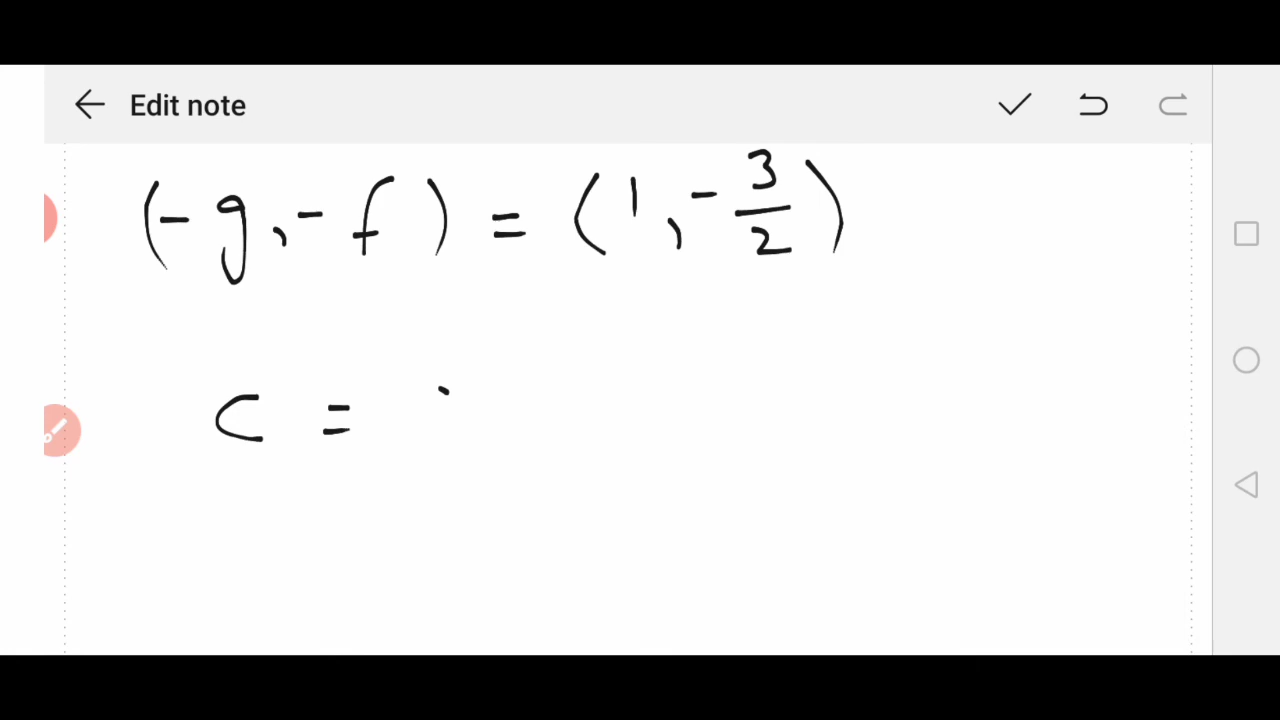 Edit note
(-g, -f) = (1, -3/2)
c =